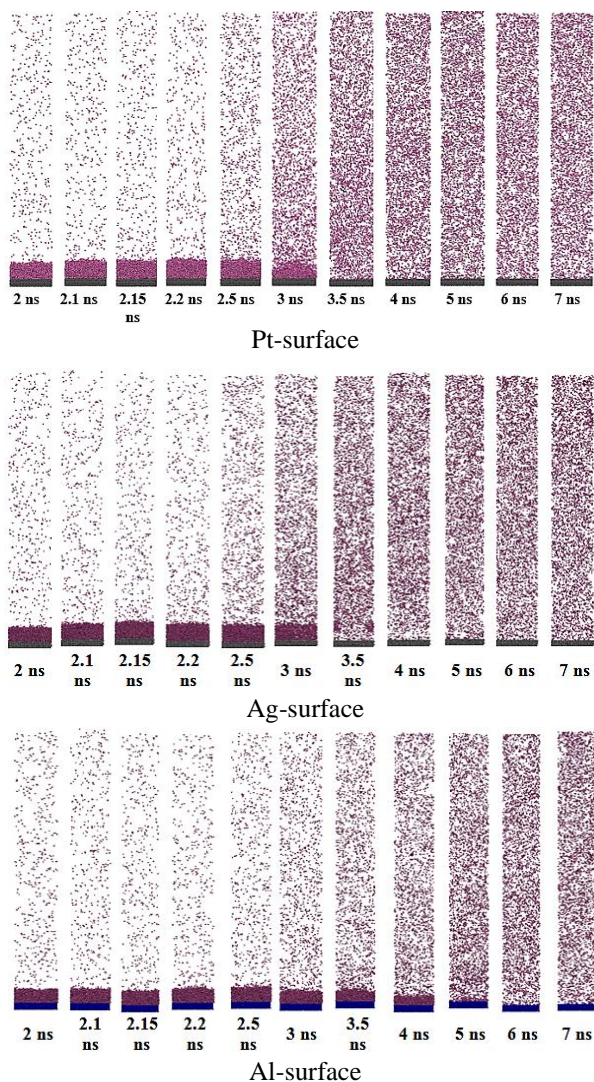 2 ns 2.1 ns 2.15 2.2 ns 2.5 ns 3 ns 3.5 ns 4 ns 5 ns 6 ns 7 ns
ns
Pt-surface
2 ns 2.1 2.15 2.2 2.5 3 ns 3.5 4 ns 5 ns 6 ns 7 ns
ns ns ns ns ns
Ag-surface
2 ns 2.1 2.15 2.2 2.5 3 ns 3.5 4 ns 5 ns 6 ns 7 ns
ns ns ns ns ns
Al-surface